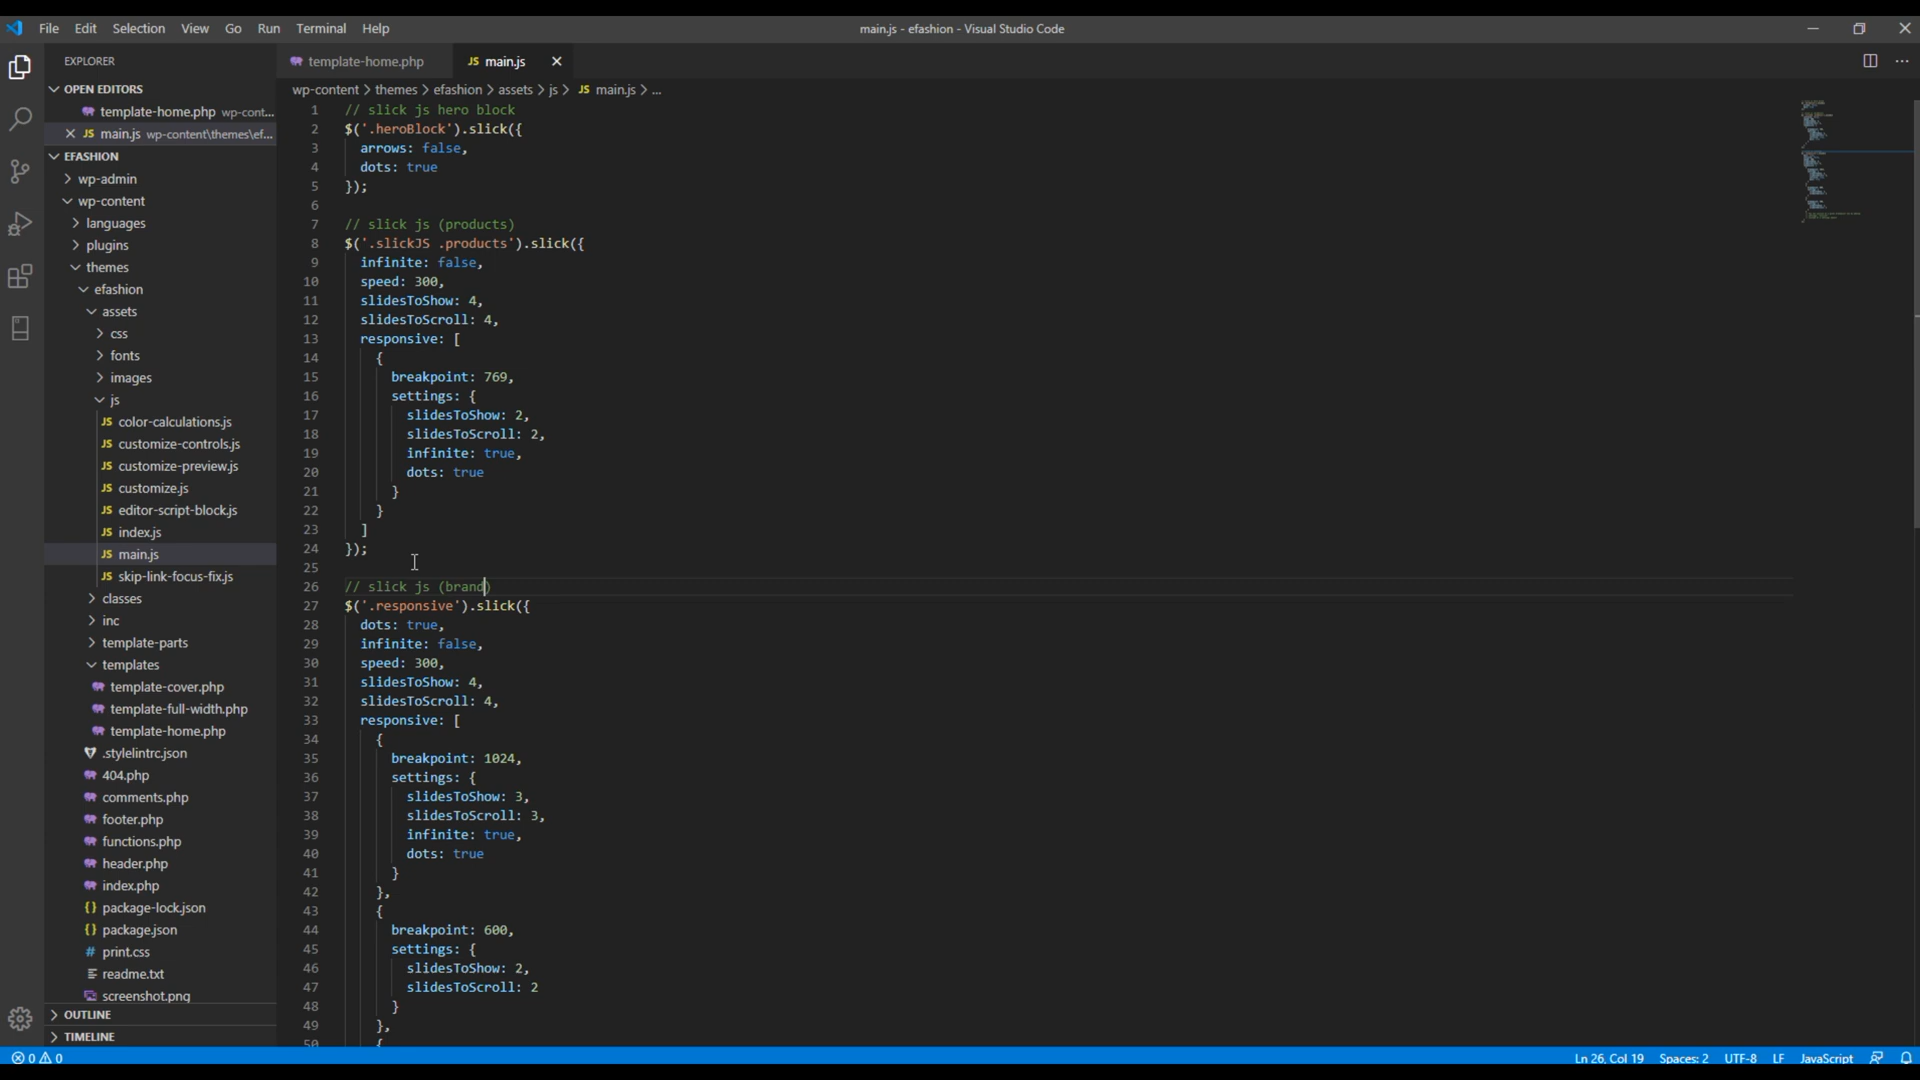 File Edit Selection View Go Run Terminal Help
main.js - efashion - Visual Studio Code
EXPLORER
OPEN EDITORS
template-home.php wp-cont...
JS main.js wp-content\themes\ef...
EFASHION
wp-admin
wp-content
languages
plugins
themes
efashion
assets
css
fonts
images
js
JS color-calculations.js
JS customize-controls.js
JS customize-preview.js
JS customize.js
JS editor-script-block.js
JS index.js
JS main.js
JS skip-link-focus-fix.js
classes
inc
template-parts
templates
template-cover.php
template-full-width.php
template-home.php
.stylelintrc.json
404.php
comments.php
footer.php
functions.php
header.php
index.php
{} package-lock.json
{} package.json
# print.css
readme.txt
screenshot.png
OUTLINE
TIMELINE
template-home.php
JS main.js
wp-content > themes > efashion > assets > js > JS main.js > ...
1 // slick js hero block
2 $('.heroBlock').slick({
3 arrows: false,
4 dots: true
5 });
6
7 // slick js (products)
8 $('.slickJS .products').slick({
9 infinite: false,
10 speed: 300,
11 slidesToShow: 4,
12 slidesToScroll: 4,
13 responsive: [
14 {
15 breakpoint: 769,
16 settings: {
17 slidesToShow: 2,
18 slidesToScroll: 2,
19 infinite: true,
20 dots: true
21 }
22 }
23 ]
24 });
25
26 // slick js (brand)
27 $('.responsive').slick({
28 dots: true,
29 infinite: false,
30 speed: 300,
31 slidesToShow: 4,
32 slidesToScroll: 4,
33 responsive: [
34 {
35 breakpoint: 1024,
36 settings: {
37 slidesToShow: 3,
38 slidesToScroll: 3,
39 infinite: true,
40 dots: true
41 }
42 },
43 {
44 breakpoint: 600,
45 settings: {
46 slidesToShow: 2,
47 slidesToScroll: 2
48 }
49 },
50 {
0 0
Ln 26, Col 19 Spaces: 2 UTF-8 LF JavaScript